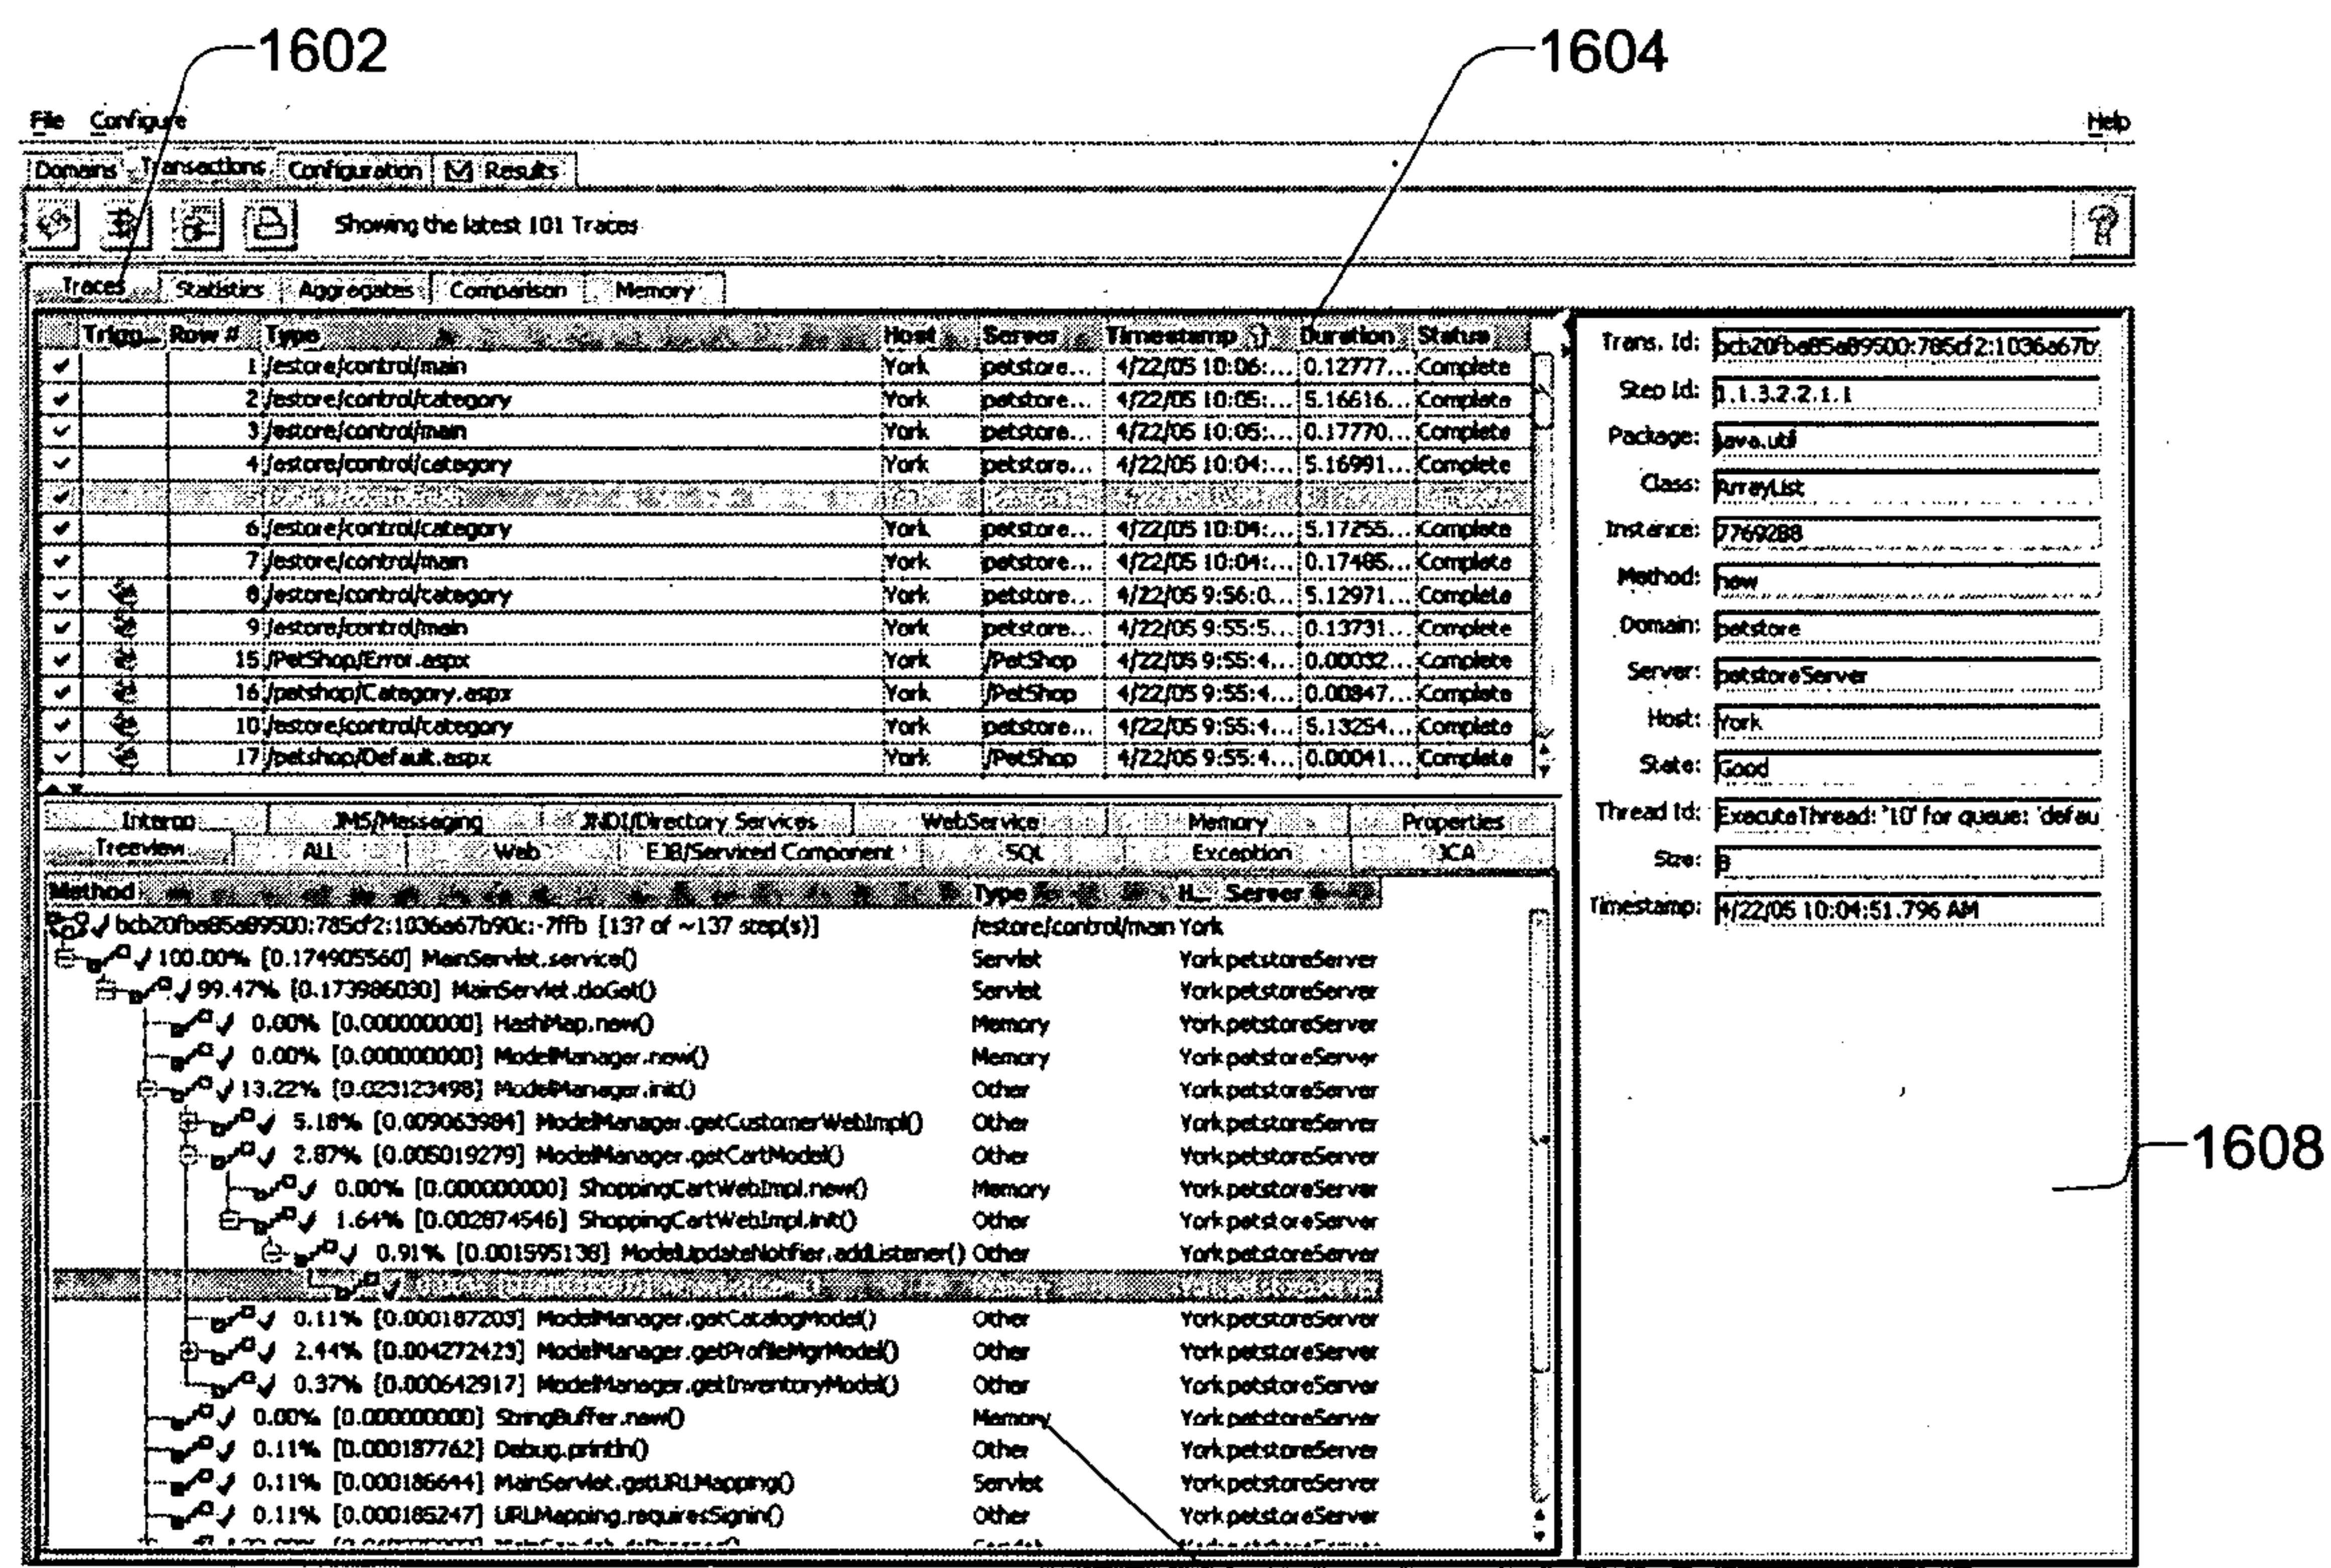 1602
1604
File Configure Help
Domains Transactions Configuration Results
Showing the latest 101 Traces
Traces Statistics Aggregates Comparison Memory
Trigg... Row # Type Host Server Timestamp Duration Status
1 /estore/control/main York petstore... 4/22/05 10:06:... 0.12777... Complete
2 /estore/control/category York petstore... 4/22/05 10:05:... 5.16616... Complete
3 /estore/control/main York petstore... 4/22/05 10:05:... 0.17770... Complete
4 /estore/control/category York petstore... 4/22/05 10:04:... 5.16991... Complete
6 /estore/control/category York petstore... 4/22/05 10:04:... 5.17255... Complete
7 /estore/control/main York petstore... 4/22/05 10:04:... 0.17485... Complete
8 /estore/control/category York petstore... 4/22/05 9:56:0... 5.12971... Complete
9 /estore/control/main York petstore... 4/22/05 9:55:5... 0.13731... Complete
15 /PetShop/Error.aspx York /PetShop 4/22/05 9:55:4... 0.00032... Complete
16 /petshop/Category.aspx York /PetShop 4/22/05 9:55:4... 0.00847... Complete
10 /estore/control/category York petstore... 4/22/05 9:55:4... 5.13254... Complete
17 /petshop/Default.aspx York /PetShop 4/22/05 9:55:4... 0.00041... Complete
Trans. Id: bcb20fba85a89500:785cf2:1036a67b
Step Id: 1.1.3.2.2.1.1
Package: java.util
Class: ArrayList
Instance: 7769288
Method: new
Domain: petstore
Server: petstoreServer
Host: York
State: Good
Thread Id: ExecuteThread: '10' for queue: 'defau
Size: 8
Timestamp: 4/22/05 10:04:51.796 AM
Interop JMS/Messaging JNDI/Directory Services WebService Memory Properties
Treeview ALL Web EJB/Serviced Component SQL Exception JCA
Method Type H... Server
bcb20fba85a89500:785cf2:1036a67b90c:-7ffb [137 of ~137 step(s)] /estore/control/main York
100.00% [0.174905560] MainServlet.service() Servlet York petstoreServer
99.47% [0.173986030] MainServlet.doGet() Servlet York petstoreServer
0.00% [0.000000000] HashMap.new() Memory York petstoreServer
0.00% [0.000000000] ModelManager.new() Memory York petstoreServer
13.22% [0.023123498] ModelManager.init() Other York petstoreServer
5.18% [0.009063984] ModelManager.getCustomerWebImpl() Other York petstoreServer
2.87% [0.005019279] ModelManager.getCartModel() Other York petstoreServer
0.00% [0.000000000] ShoppingCartWebImpl.new() Memory York petstoreServer
1.64% [0.002874546] ShoppingCartWebImpl.init() Other York petstoreServer
0.91% [0.001595138] ModelUpdateNotifier.addListener() Other York petstoreServer
0.11% [0.000187203] ModelManager.getCatalogModel() Other York petstoreServer
2.44% [0.004272423] ModelManager.getProfileMgrModel() Other York petstoreServer
0.37% [0.000642917] ModelManager.getInventoryModel() Other York petstoreServer
0.00% [0.000000000] StringBuffer.new() Memory York petstoreServer
0.11% [0.000187762] Debug.println() Other York petstoreServer
0.11% [0.000186644] MainServlet.getURLMapping() Servlet York petstoreServer
0.11% [0.000185247] URLMapping.requiresSignin() Other York petstoreServer
1608